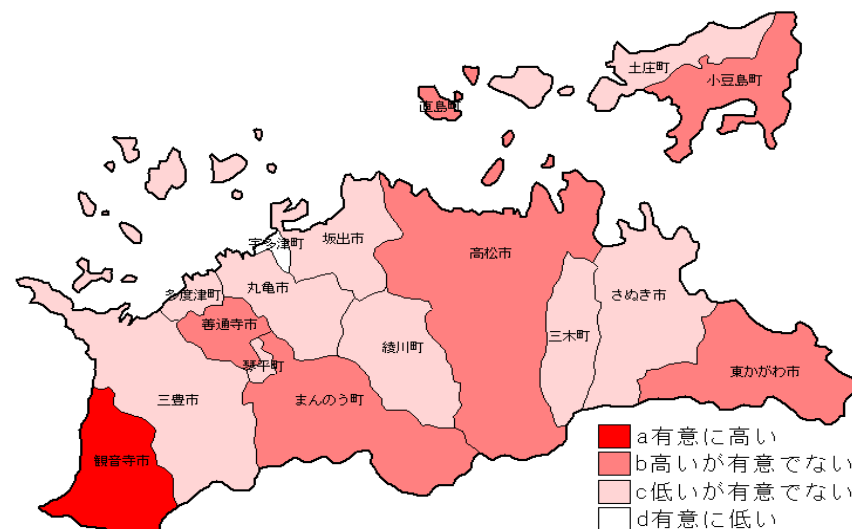 土庄町
小豆島町
直島町
宇多津町
坂出市
高松市
丸亀市
多度津町
さぬき市
善通寺市
三木町
綾川町
琴平町
東かがわ市
三豊市
まんのう町
観音寺市
a有意に高い
b高いが有意でない
c低いが有意でない
d有意に低い